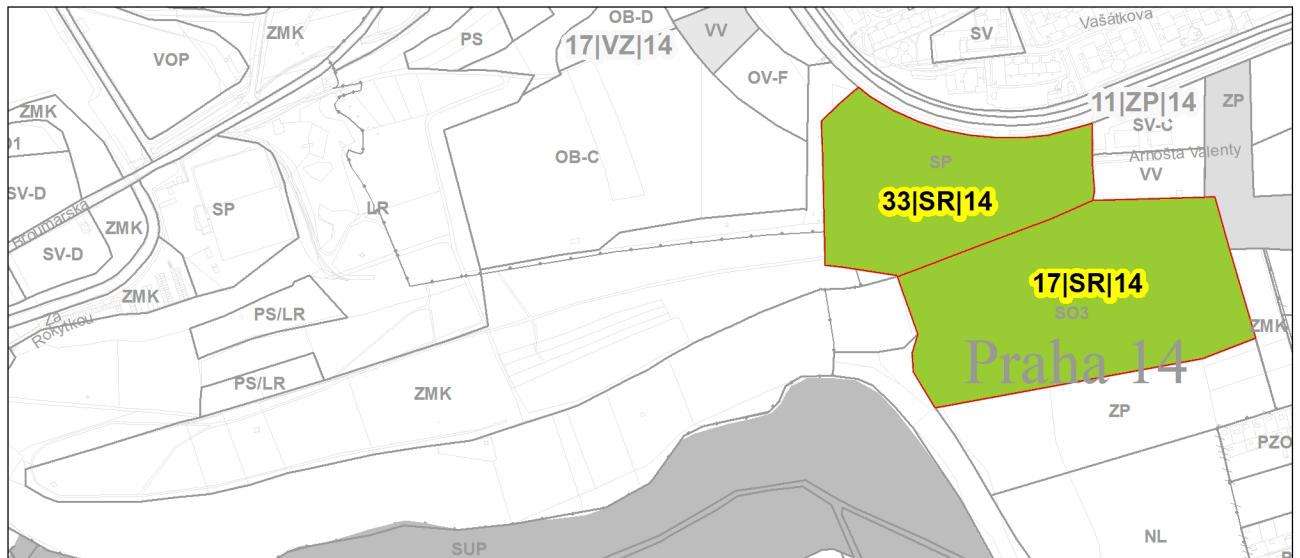 OB-D
VV
ZMK
PS
17|VZ|14
SV
Vašátkova
VOP
OV-F
11|ZP|14
ZP
ZMK
SV-C
OB-C
SP
Arnošta Valenty
VV
SV-D
33|SR|14
Broumarská
SP
LR
ZMK
SV-D
17|SR|14
ZMK
PS/LR
SO3
Za
Rokytkou
ZMK
Praha 14
PS/LR
ZMK
ZP
PZO
NL
SUP